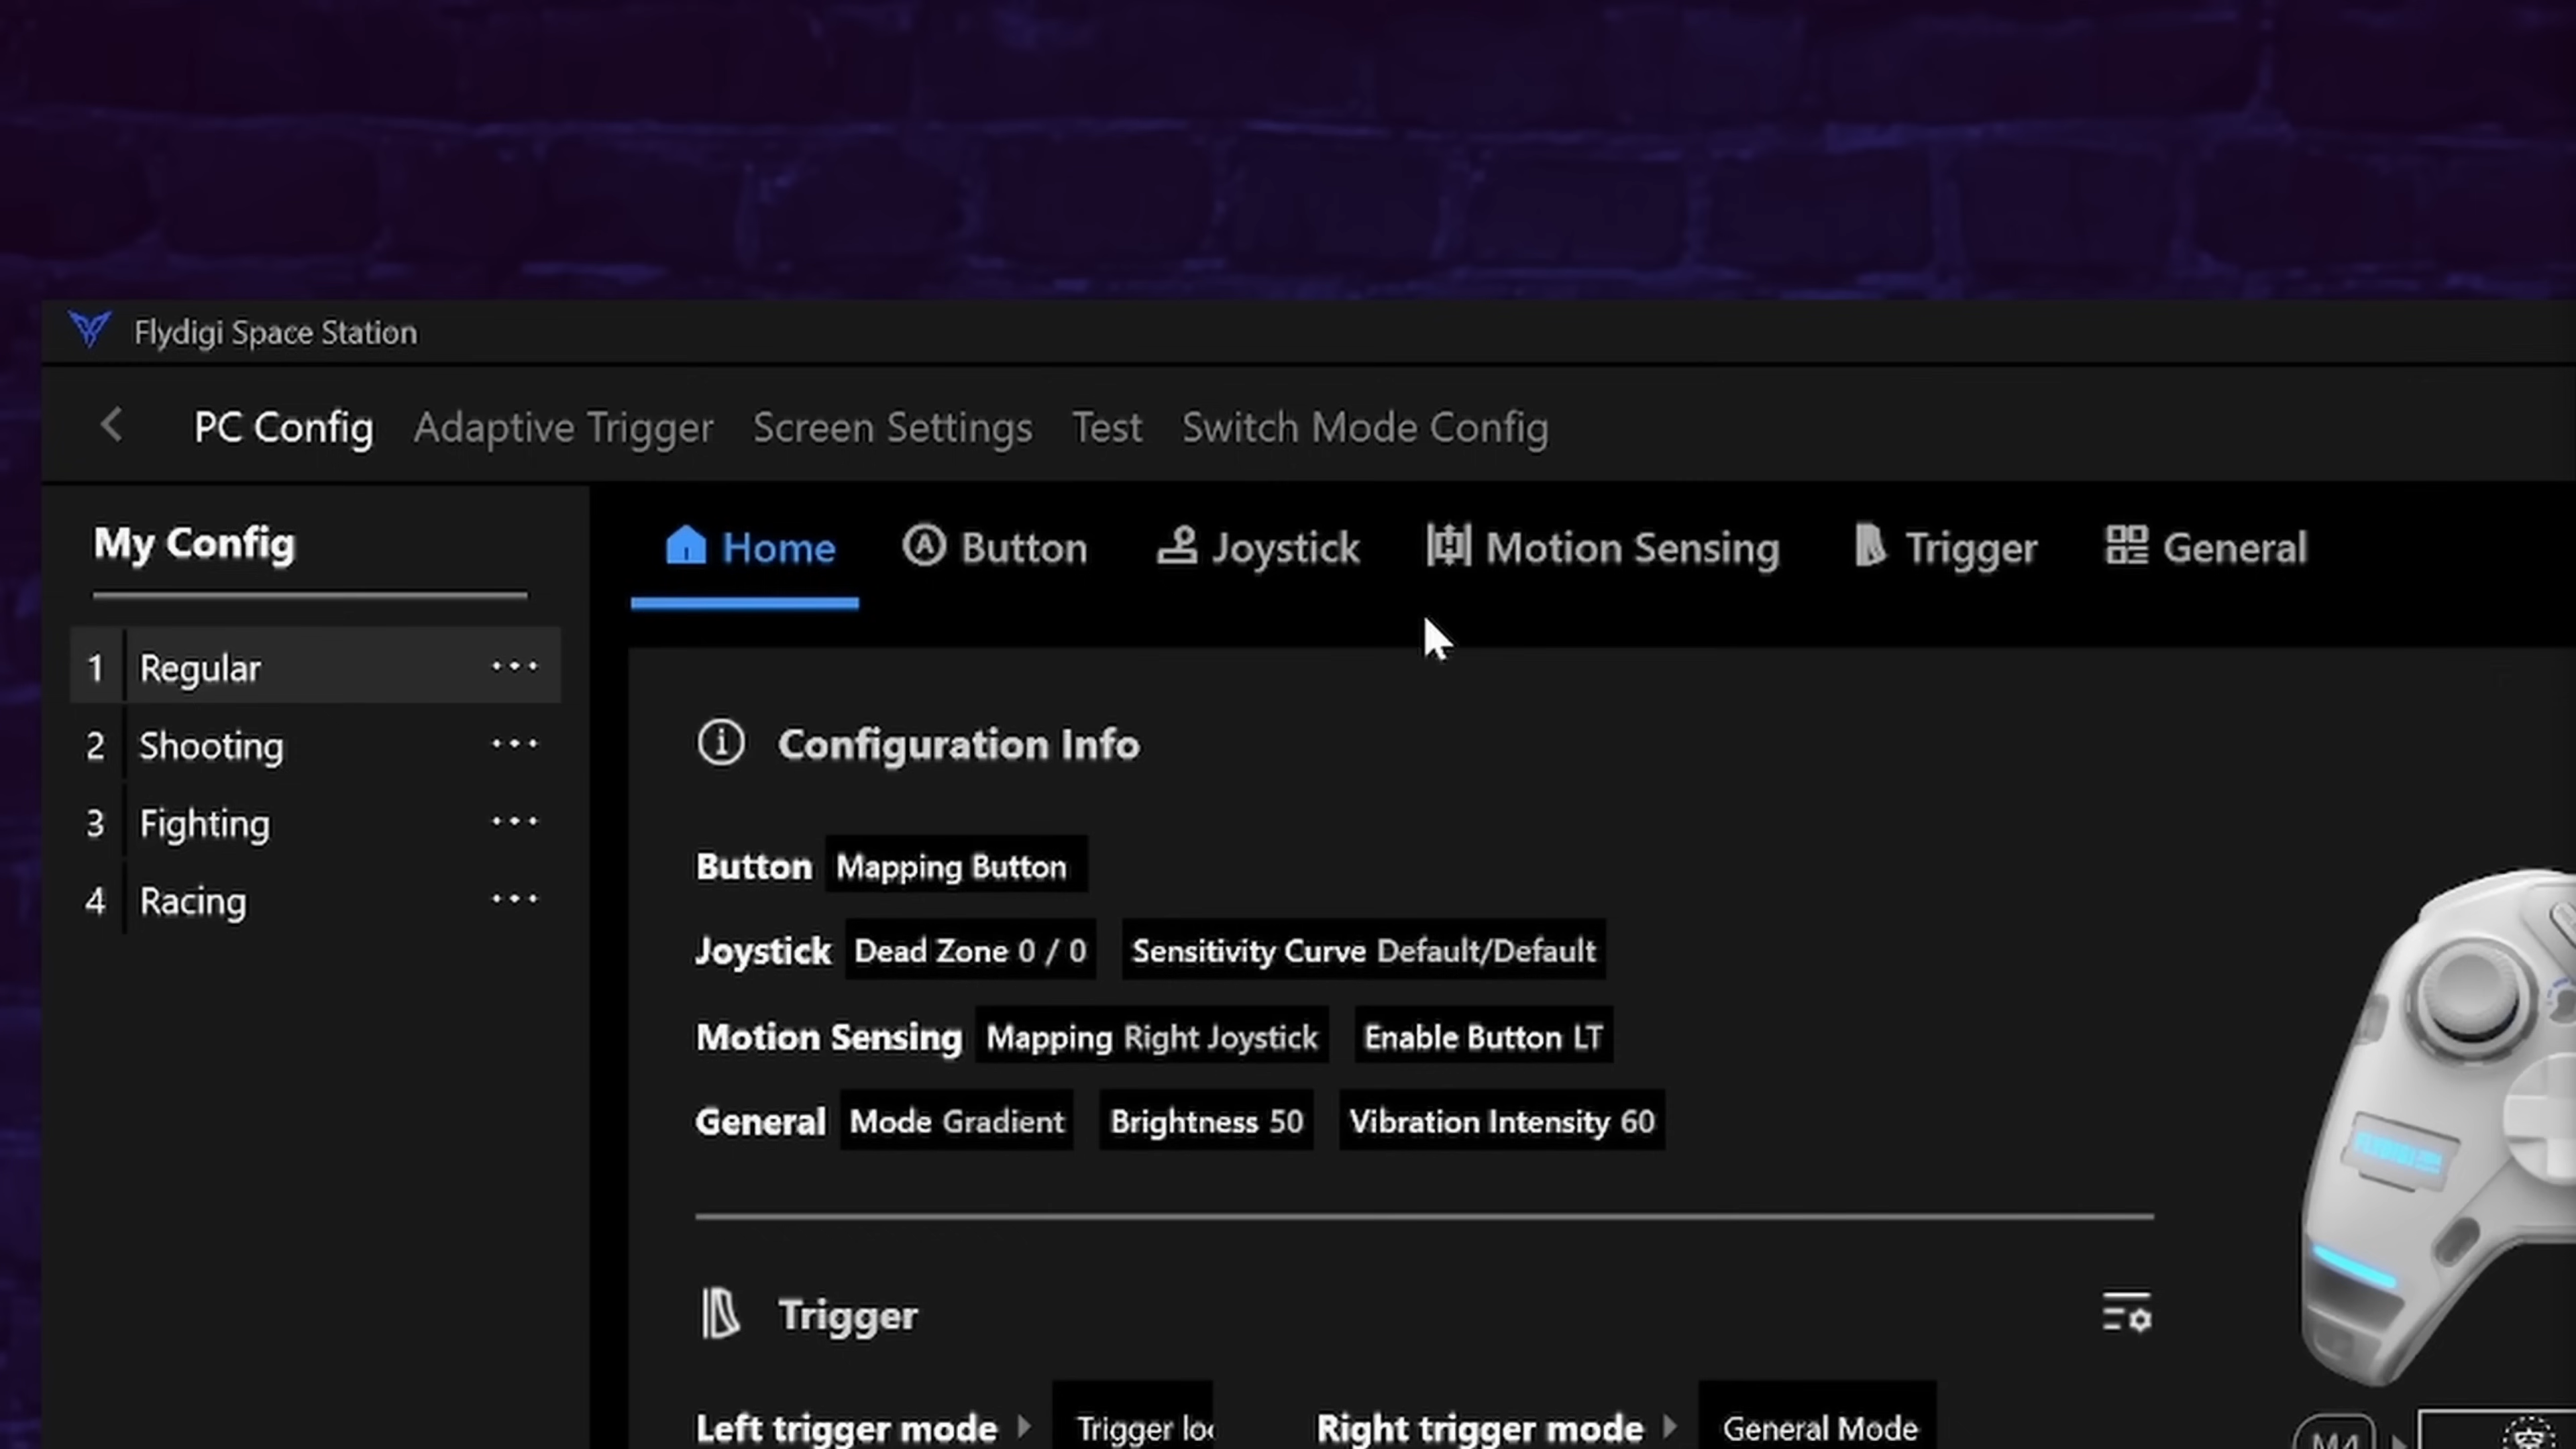 Flydigi Space Station
PC Config Adaptive Trigger Screen Settings Test Switch Mode Config
My Config
Home Button Joystick Motion Sensing Trigger General
1 Regular
2 Shooting
3 Fighting
4 Racing
Configuration Info
Button Mapping Button
Joystick Dead Zone 0 / 0 Sensitivity Curve Default/Default
Motion Sensing Mapping Right Joystick Enable Button LT
General Mode Gradient Brightness 50 Vibration Intensity 60
Trigger
Left trigger mode Trigger Right trigger mode General Mode
M4